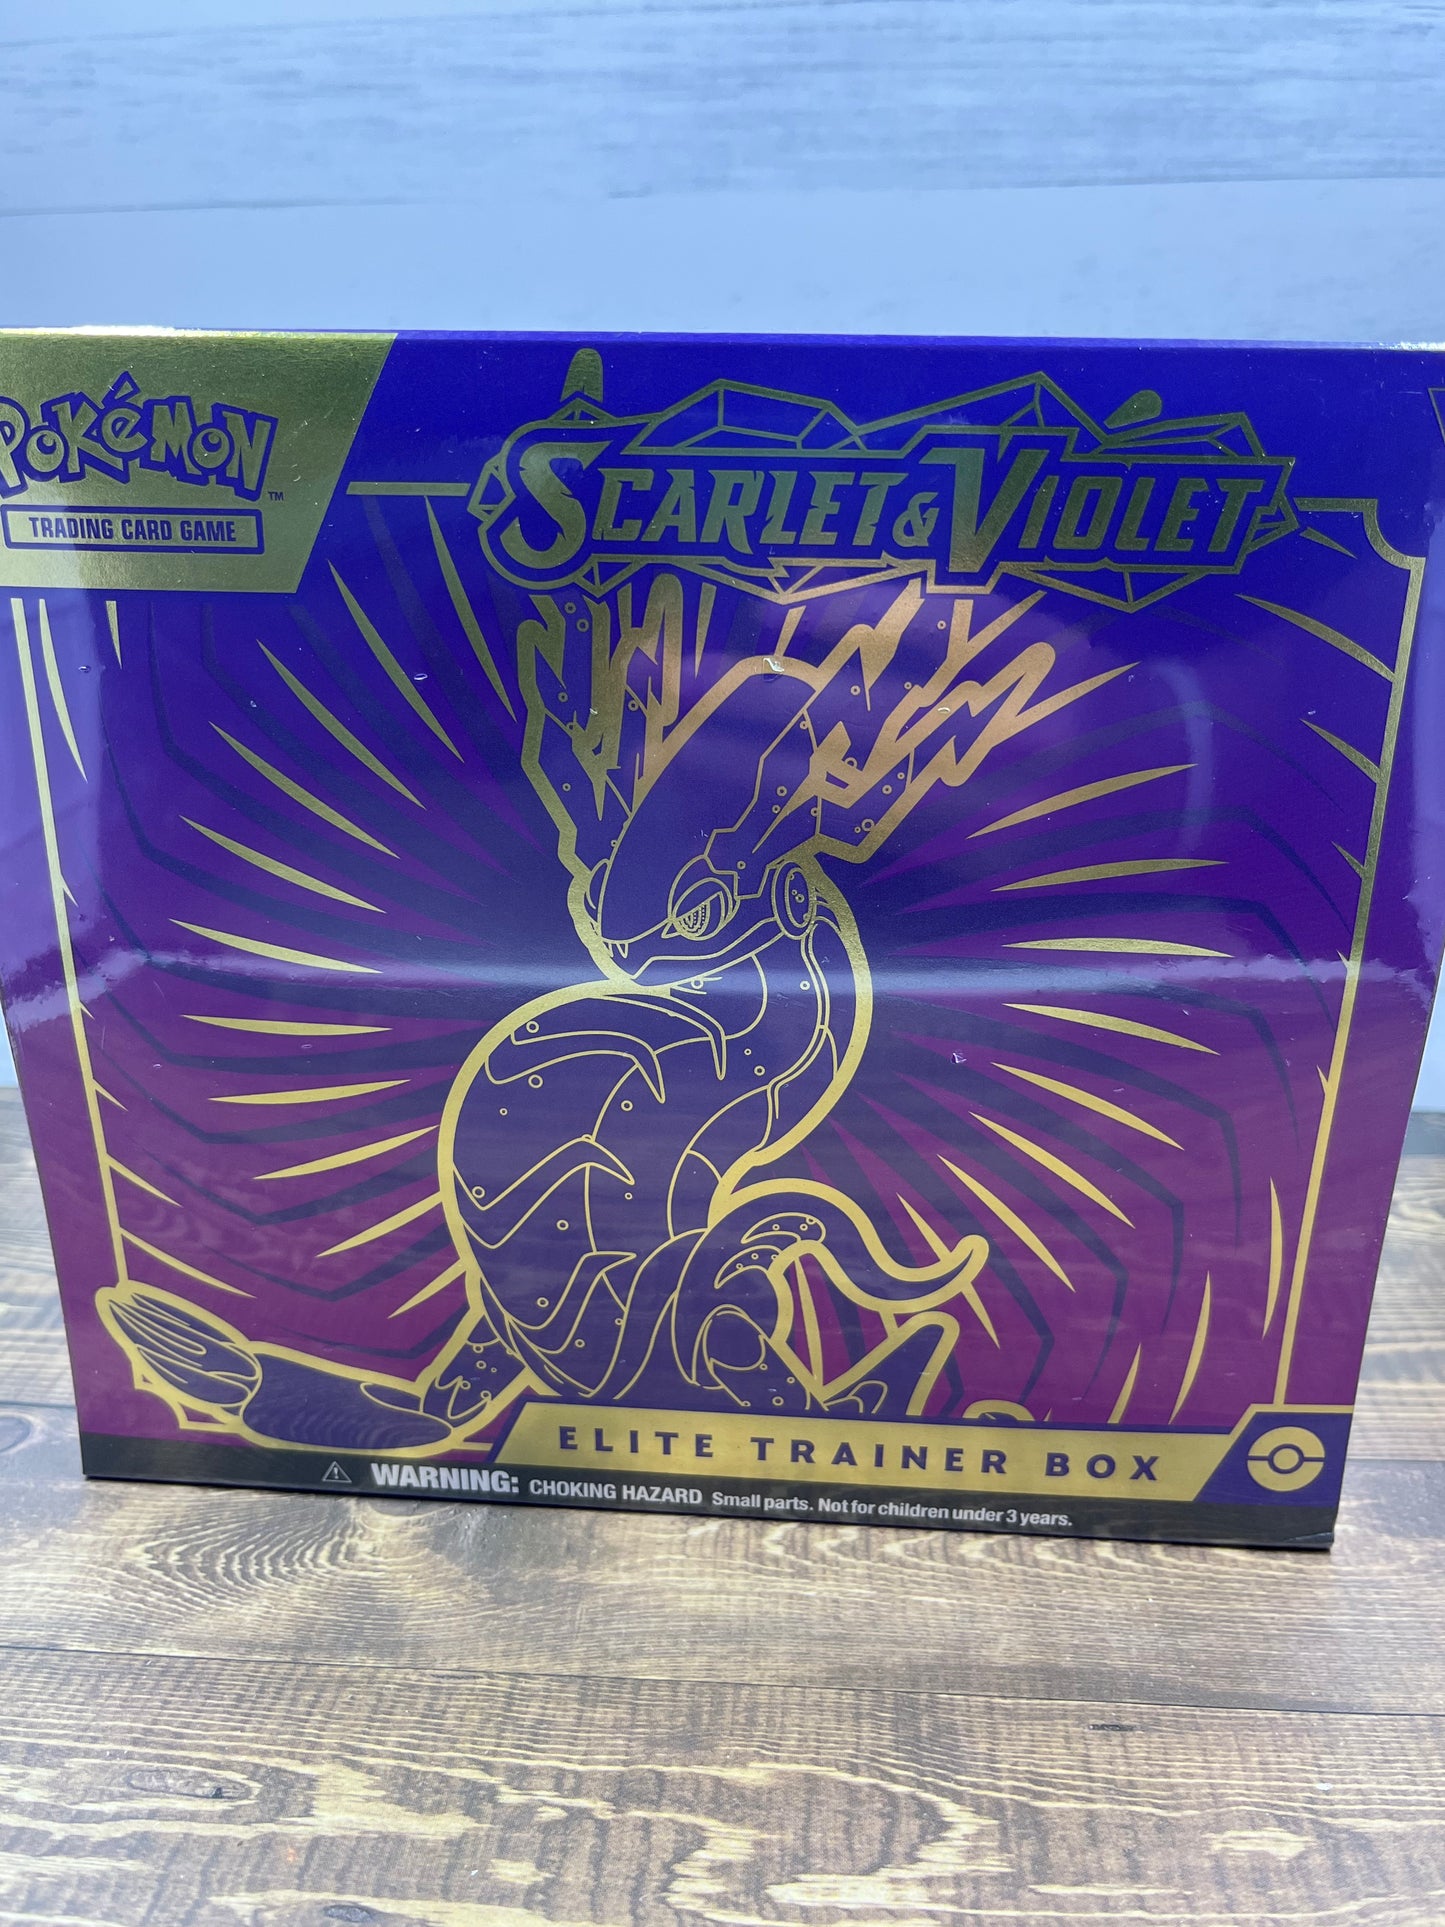 POKéMON
TM
TRADING CARD GAME
SCARLET & VIOLET
ELITE TRAINER BOX
WARNING: CHOKING HAZARD Small parts. Not for children under 3 years.